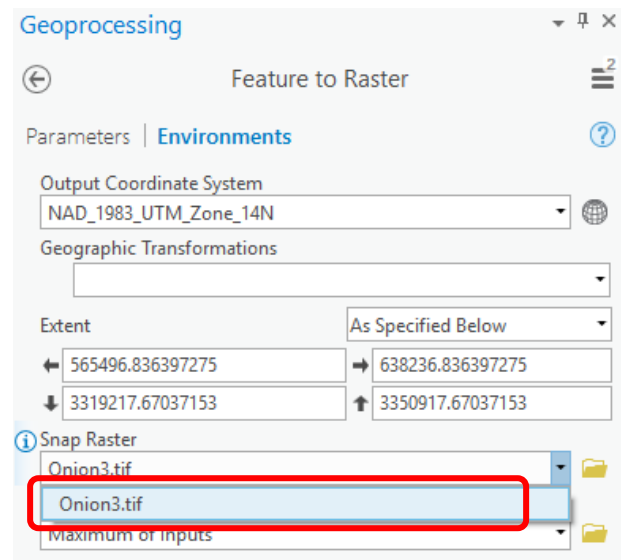 Geoprocessing
Feature to Raster
2
Parameters | Environments
?
Output Coordinate System
NAD_1983_UTM_Zone_14N
Geographic Transformations
Extent As Specified Below
565496.836397275 638236.836397275
3319217.67037153 3350917.67037153
i Snap Raster
Onion3.tif
Onion3.tif
Maximum of Inputs